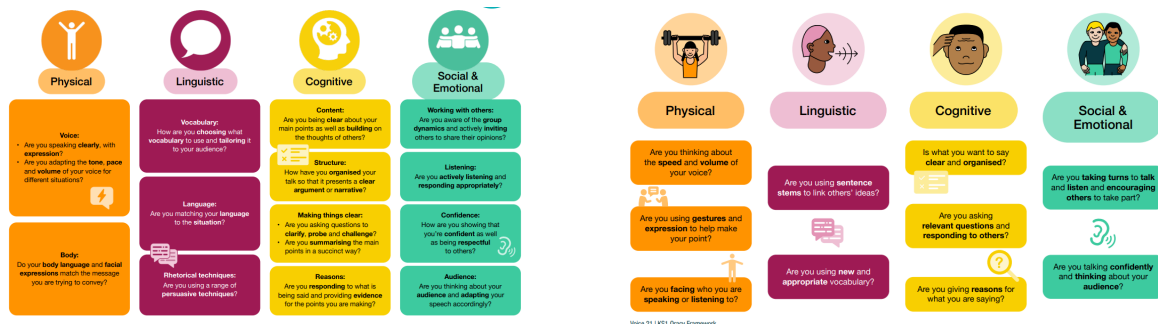 Physical
Voice:
• Are you speaking clearly, with
expression?
• Are you adapting the tone, pace
and volume of your voice for
different situations?
Body:
Do your body language and facial
expressions match the message
you are trying to convey?
Linguistic
Vocabulary:
How are you choosing what
vocabulary to use and tailoring it
to your audience?
Language:
Are you matching your language
to the situation?
Rhetorical techniques:
Are you using a range of
persuasive techniques?
Cognitive
Content:
Are you being clear about your
main points as well as building on
the thoughts of others?
Structure:
How have you organised your
talk so that it presents a clear
argument or narrative?
Making things clear:
• Are you asking questions to
clarify, probe and challenge?
• Are you summarising the main
points in a succinct way?
Reasons:
Are you responding to what is
being said and providing evidence
for the points you are making?
Social &
Emotional
Working with others:
Are you aware of the group
dynamics and actively inviting
others to share their opinions?
Listening:
Are you actively listening and
responding appropriately?
Confidence:
How are you showing that
you're confident as well
as being respectful
to others?
Audience:
Are you thinking about your
audience and adapting your
speech accordingly?
Physical
Are you thinking about
the speed and volume of
your voice?
Are you using gestures and
expression to help make
your point?
Are you facing who you are
speaking or listening to?
Linguistic
Are you using sentence
stems to link others' ideas?
Are you using new and
appropriate vocabulary?
Cognitive
Is what you want to say
clear and organised?
Are you asking
relevant questions and
responding to others?
Are you giving reasons for
what you are saying?
Social &
Emotional
Are you taking turns to talk
and listen and encouraging
others to take part?
Are you talking confidently
and thinking about your
audience?
Voice 21 | KS1 Oracy Framework